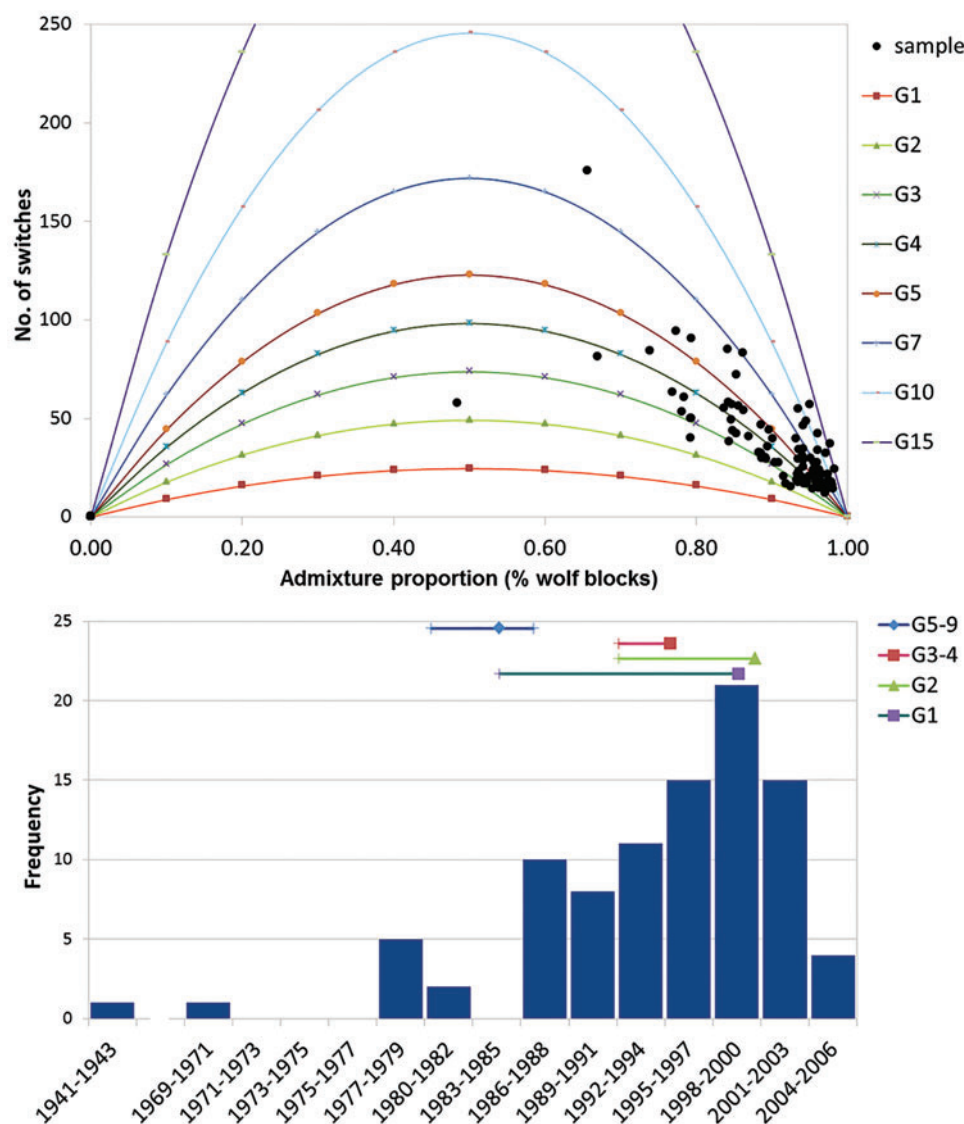 250
200
150
100
50
0
No. of switches
0.00 0.20 0.40 0.60 0.80 1.00
Admixture proportion (% wolf blocks)
sample
G1
G2
G3
G4
G5
G7
G10
G15
25
20
15
10
5
0
Frequency
1941-1943
1969-1971
1971-1973
1973-1975
1975-1977
1977-1979
1980-1982
1983-1985
1986-1988
1989-1991
1992-1994
1995-1997
1998-2000
2001-2003
2004-2006
G5-9
G3-4
G2
G1